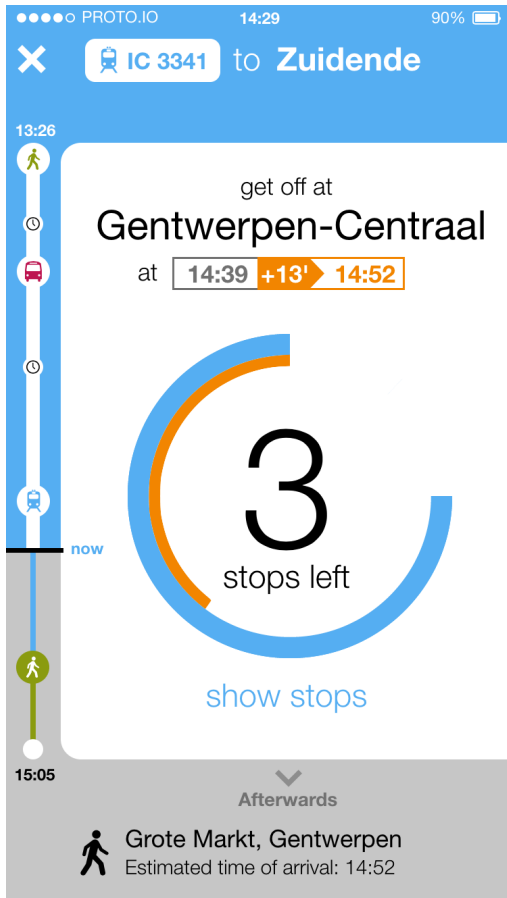 PROTO.IO 14:29 90%
IC 3341 to Zuidende
13:26
get off at
Gentwerpen-Centraal
at 14:39 +13' 14:52
3
stops left
now
show stops
15:05
Afterwards
Grote Markt, Gentwerpen
Estimated time of arrival: 14:52